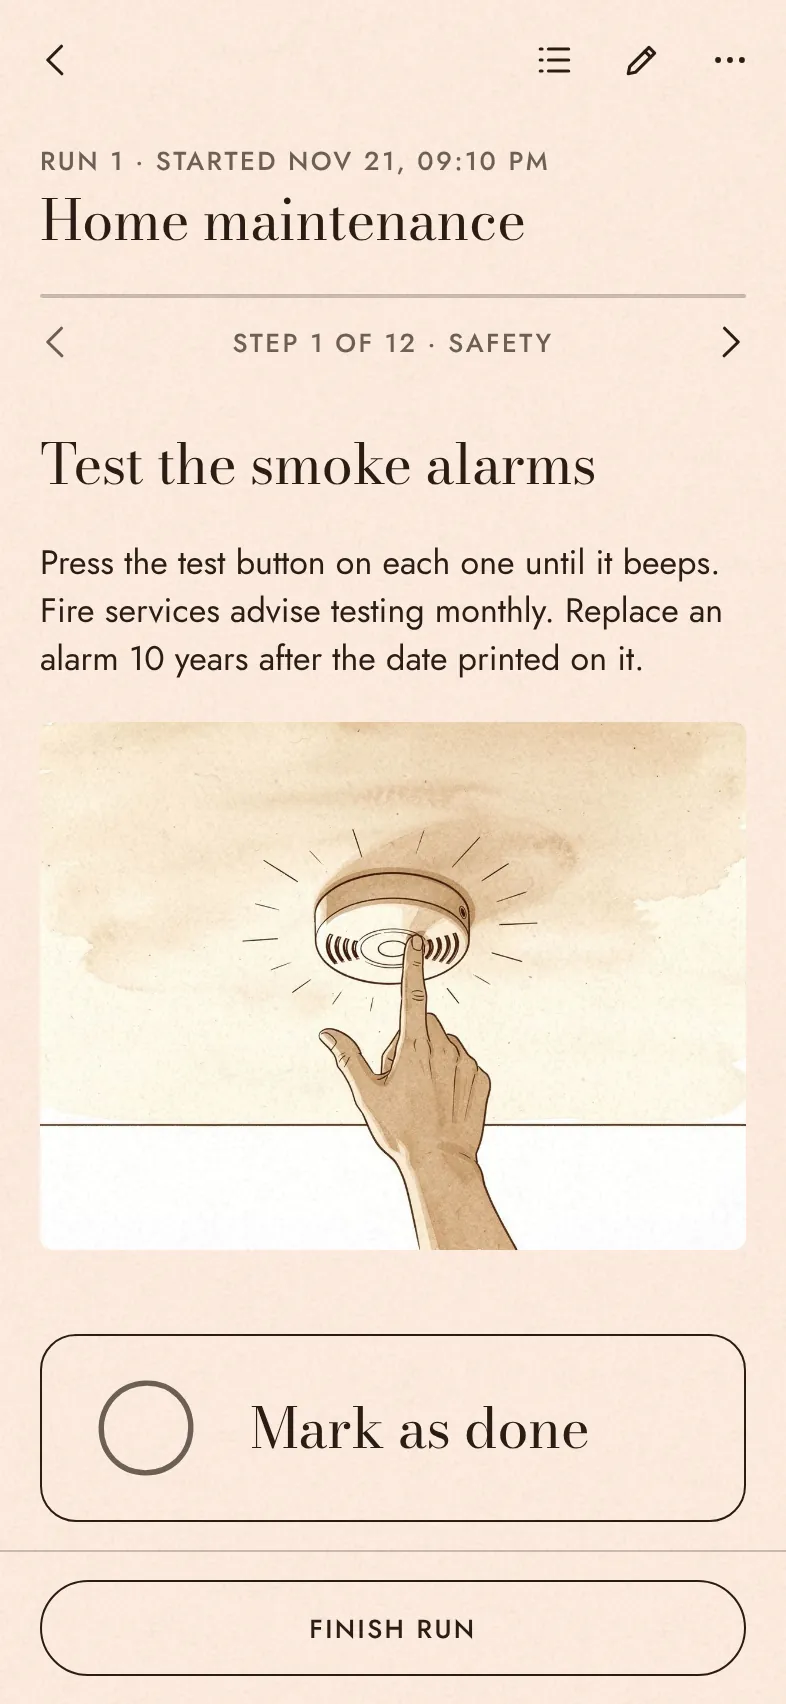 RUN 1 · STARTED NOV 21, 09:10 PM
Home maintenance
STEP 1 OF 12 · SAFETY
Test the smoke alarms
Press the test button on each one until it beeps.
Fire services advise testing monthly. Replace an
alarm 10 years after the date printed on it.
Mark as done
FINISH RUN